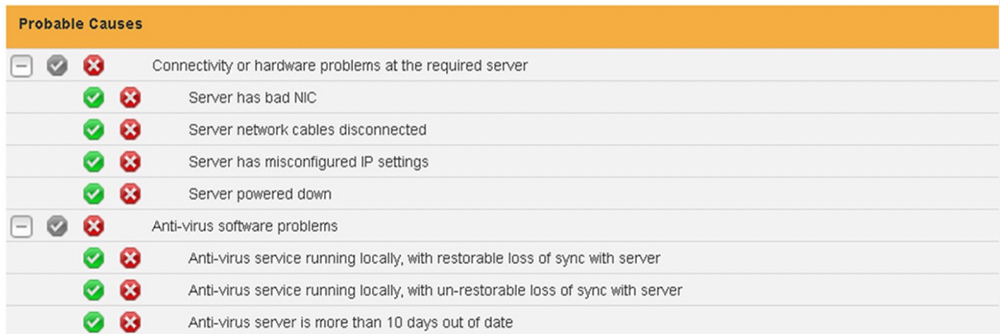 Probable Causes
Connectivity or hardware problems at the required server
Server has bad NIC
Server network cables disconnected
Server has misconfigured IP settings
Server powered down
Anti-virus software problems
Anti-virus service running locally, with restorable loss of sync with server
Anti-virus service running locally, with un-restorable loss of sync with server
Anti-virus server is more than 10 days out of date